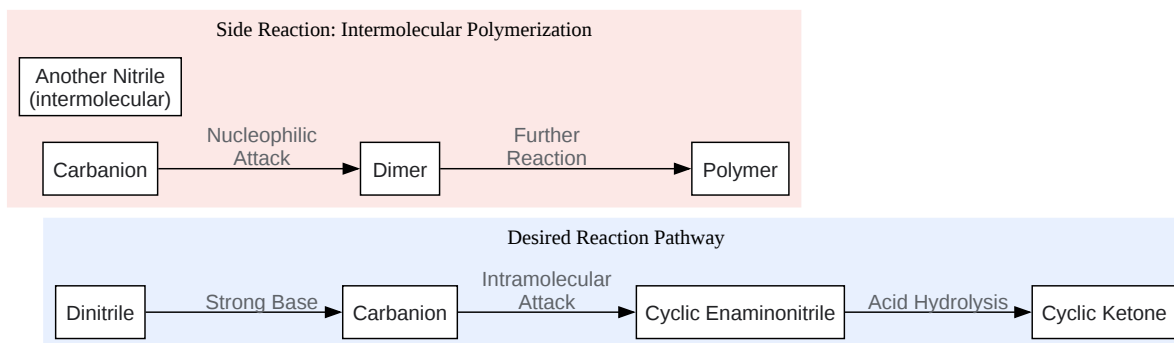 Side Reaction: Intermolecular Polymerization
Another Nitrile
(intermolecular)
Carbanion
Nucleophilic
Attack
Dimer
Further
Reaction
Polymer
Desired Reaction Pathway
Dinitrile
Strong Base
Carbanion
Intramolecular
Attack
Cyclic Enaminonitrile
Acid Hydrolysis
Cyclic Ketone